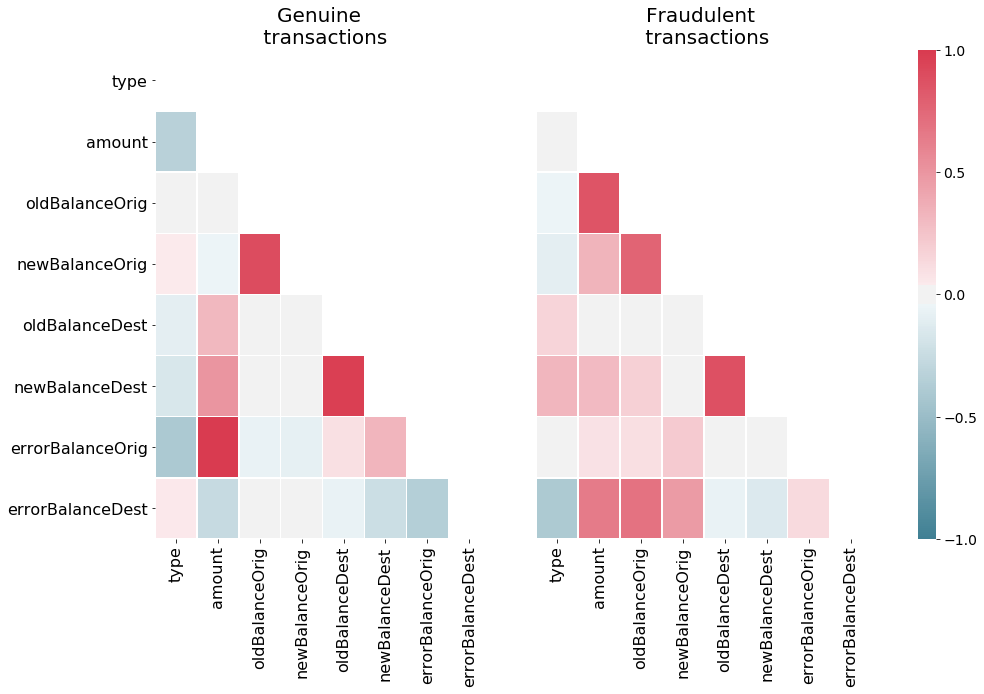 Genuine
transactions
Fraudulent
transactions
type
amount
oldBalanceOrig
newBalanceOrig
oldBalanceDest
newBalanceDest
errorBalanceOrig
errorBalanceDest
type
amount
oldBalanceOrig
newBalanceOrig
oldBalanceDest
newBalanceDest
errorBalanceOrig
errorBalanceDest
type
amount
oldBalanceOrig
newBalanceOrig
oldBalanceDest
newBalanceDest
errorBalanceOrig
errorBalanceDest
1.0
0.5
0.0
−0.5
−1.0